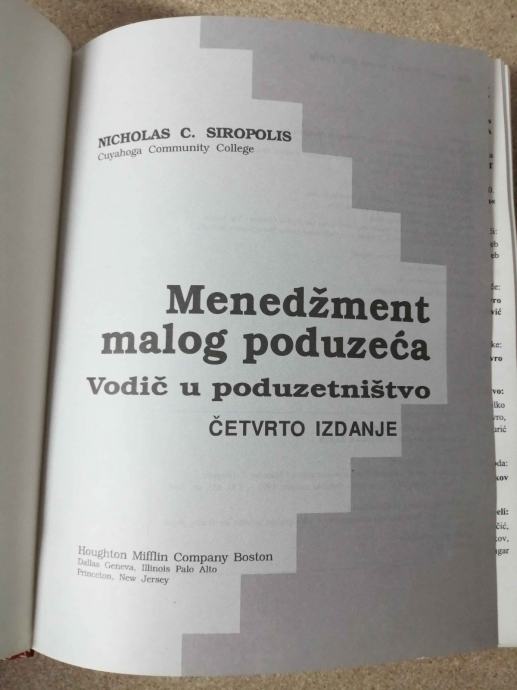 NICHOLAS C. SIROPOLIS
Cuyahoga Community College
Menedžment
malog poduzeća
Vodič u poduzetništvo
ČETVRTO IZDANJE
Houghton Mifflin Company Boston
Dallas Geneva, Illinois Palo Alto
Princeton, New Jersey